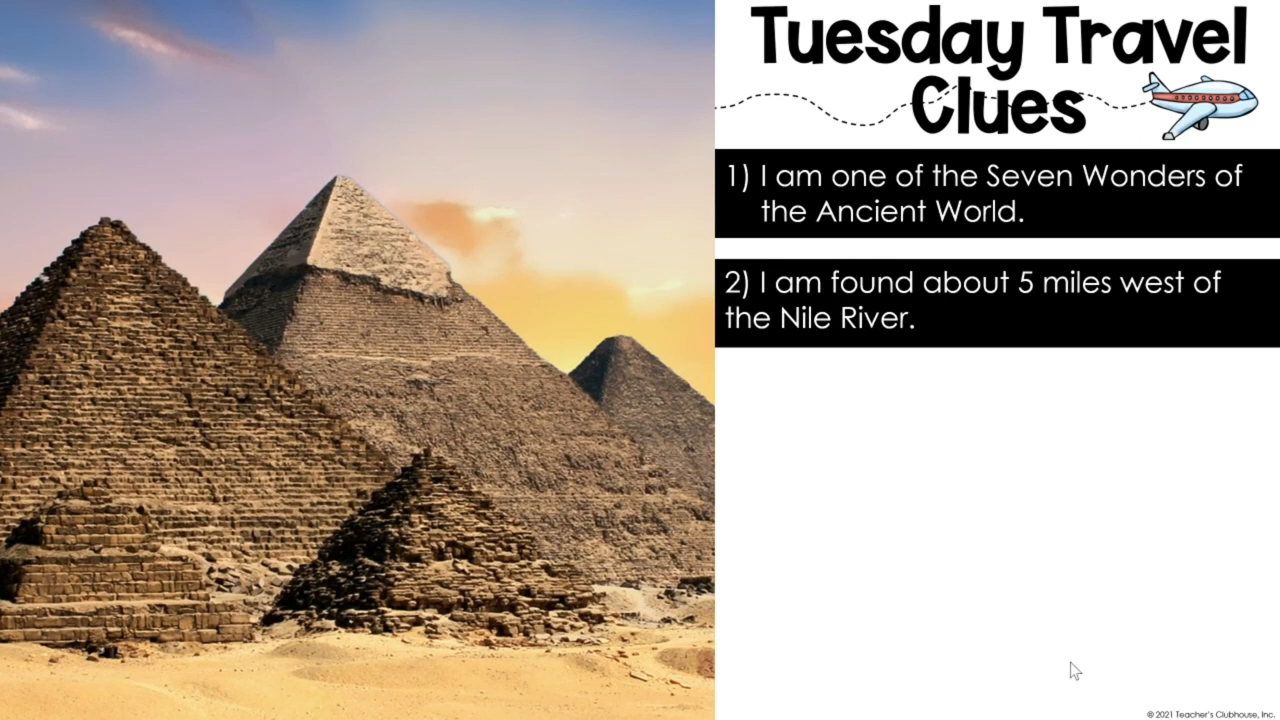 Tuesday Travel
Clues
1) I am one of the Seven Wonders of
the Ancient World.
2) I am found about 5 miles west of
the Nile River.
© 2021 Teacher's Clubhouse, Inc.